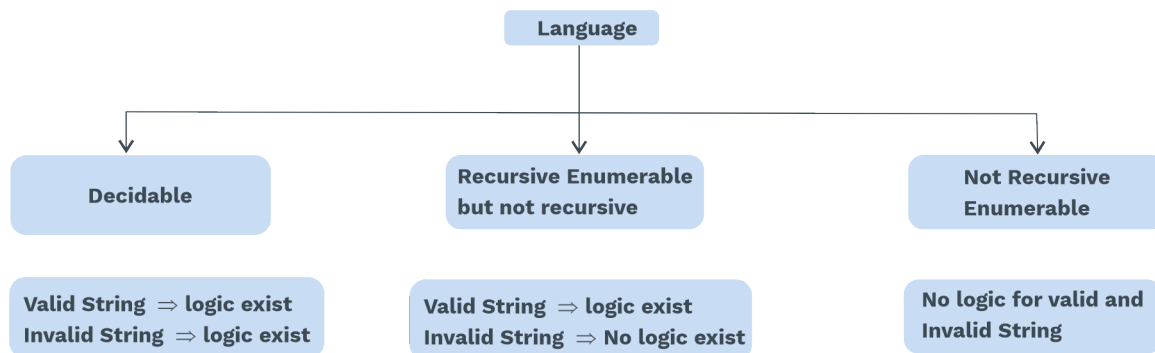 Language
Decidable
Recursive Enumerable
but not recursive
Not Recursive
Enumerable
Valid String ⇒ logic exist
Invalid String ⇒ logic exist
Valid String ⇒ logic exist
Invalid String ⇒ No logic exist
No logic for valid and
Invalid String